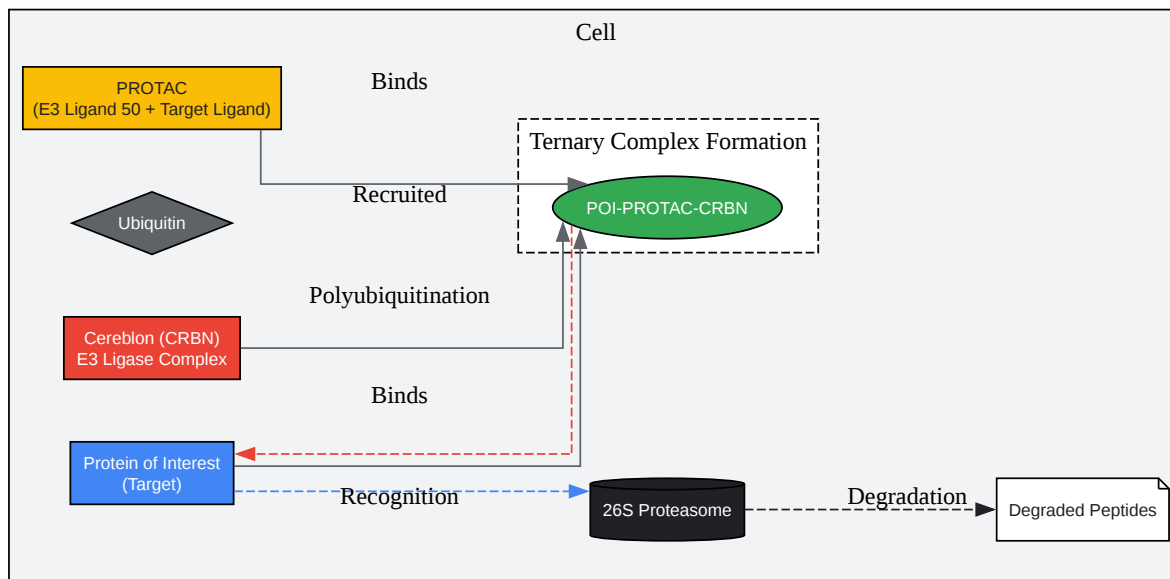 Cell
Binds
PROTAC
(E3 Ligand 50 + Target Ligand)
Ternary Complex Formation
Recruited
POI-PROTAC-CRBN
Ubiquitin
Polyubiquitination
Cereblon (CRBN)
E3 Ligase Complex
Binds
Protein of Interest
(Target)
Recognition
26S Proteasome
Degradation
Degraded Peptides